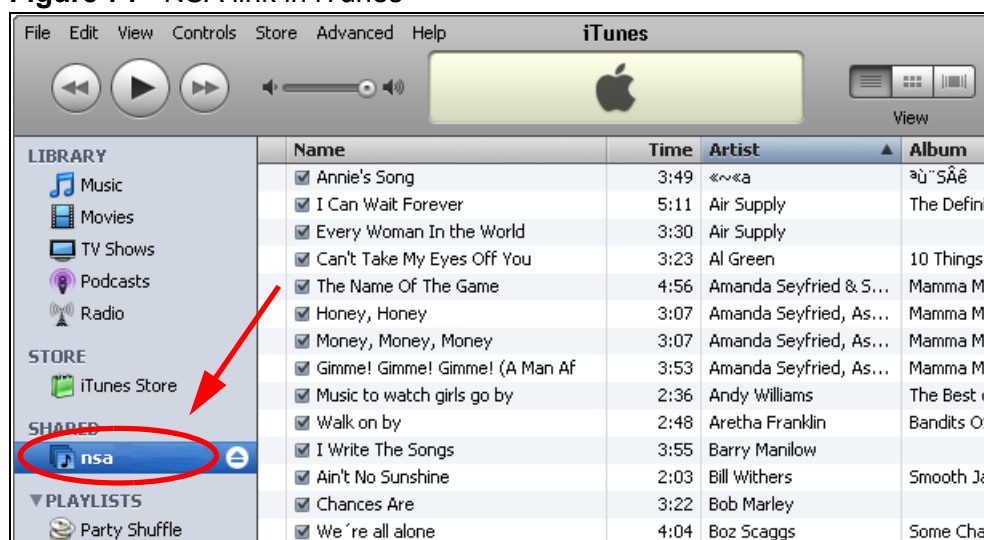 NSA link in iTunes
File Edit View Controls Store Advanced Help iTunes
View
LIBRARY
Music
Movies
TV Shows
Podcasts
Radio
STORE
iTunes Store
SHARED
nsa
PLAYLISTS
Party Shuffle
Name Time Artist Album
Annie's Song 3:49 «~«a ªù¨SÂê
I Can Wait Forever 5:11 Air Supply The Defini
Every Woman In the World 3:30 Air Supply
Can't Take My Eyes Off You 3:23 Al Green 10 Things
The Name Of The Game 4:56 Amanda Seyfried & S... Mamma M
Honey, Honey 3:07 Amanda Seyfried, As... Mamma M
Money, Money, Money 3:07 Amanda Seyfried, As... Mamma M
Gimme! Gimme! Gimme! (A Man Af 3:53 Amanda Seyfried, As... Mamma M
Music to watch girls go by 2:36 Andy Williams The Best
Walk on by 2:48 Aretha Franklin Bandits O
I Write The Songs 3:55 Barry Manilow
Ain't No Sunshine 2:03 Bill Withers Smooth Ja
Chances Are 3:22 Bob Marley
We´re all alone 4:04 Boz Scaggs Some Cha